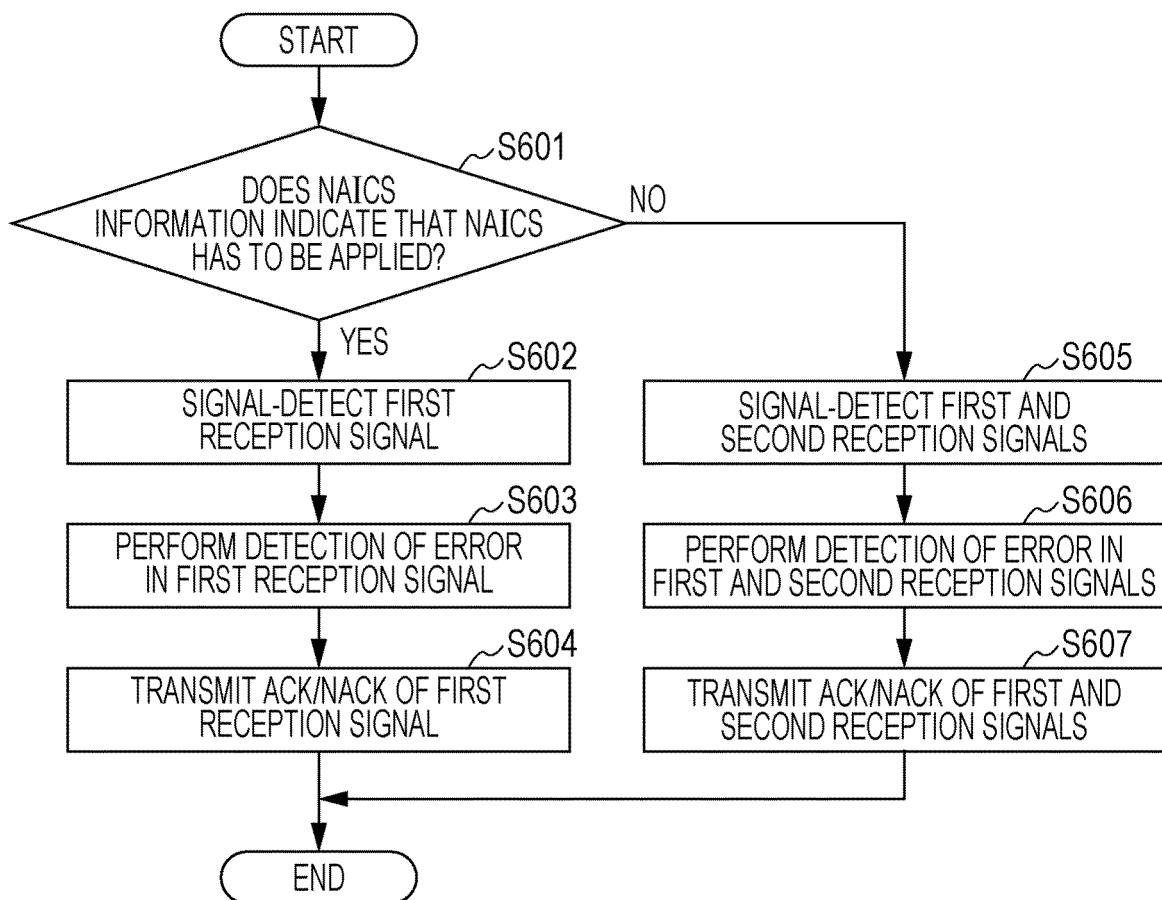 START
S601
DOES NAICS
INFORMATION INDICATE THAT NAICS
HAS TO BE APPLIED?
NO
YES
S602
SIGNAL-DETECT FIRST
RECEPTION SIGNAL
S603
PERFORM DETECTION OF ERROR
IN FIRST RECEPTION SIGNAL
S604
TRANSMIT ACK/NACK OF FIRST
RECEPTION SIGNAL
S605
SIGNAL-DETECT FIRST AND
SECOND RECEPTION SIGNALS
S606
PERFORM DETECTION OF ERROR IN
FIRST AND SECOND RECEPTION SIGNALS
S607
TRANSMIT ACK/NACK OF FIRST AND
SECOND RECEPTION SIGNALS
END